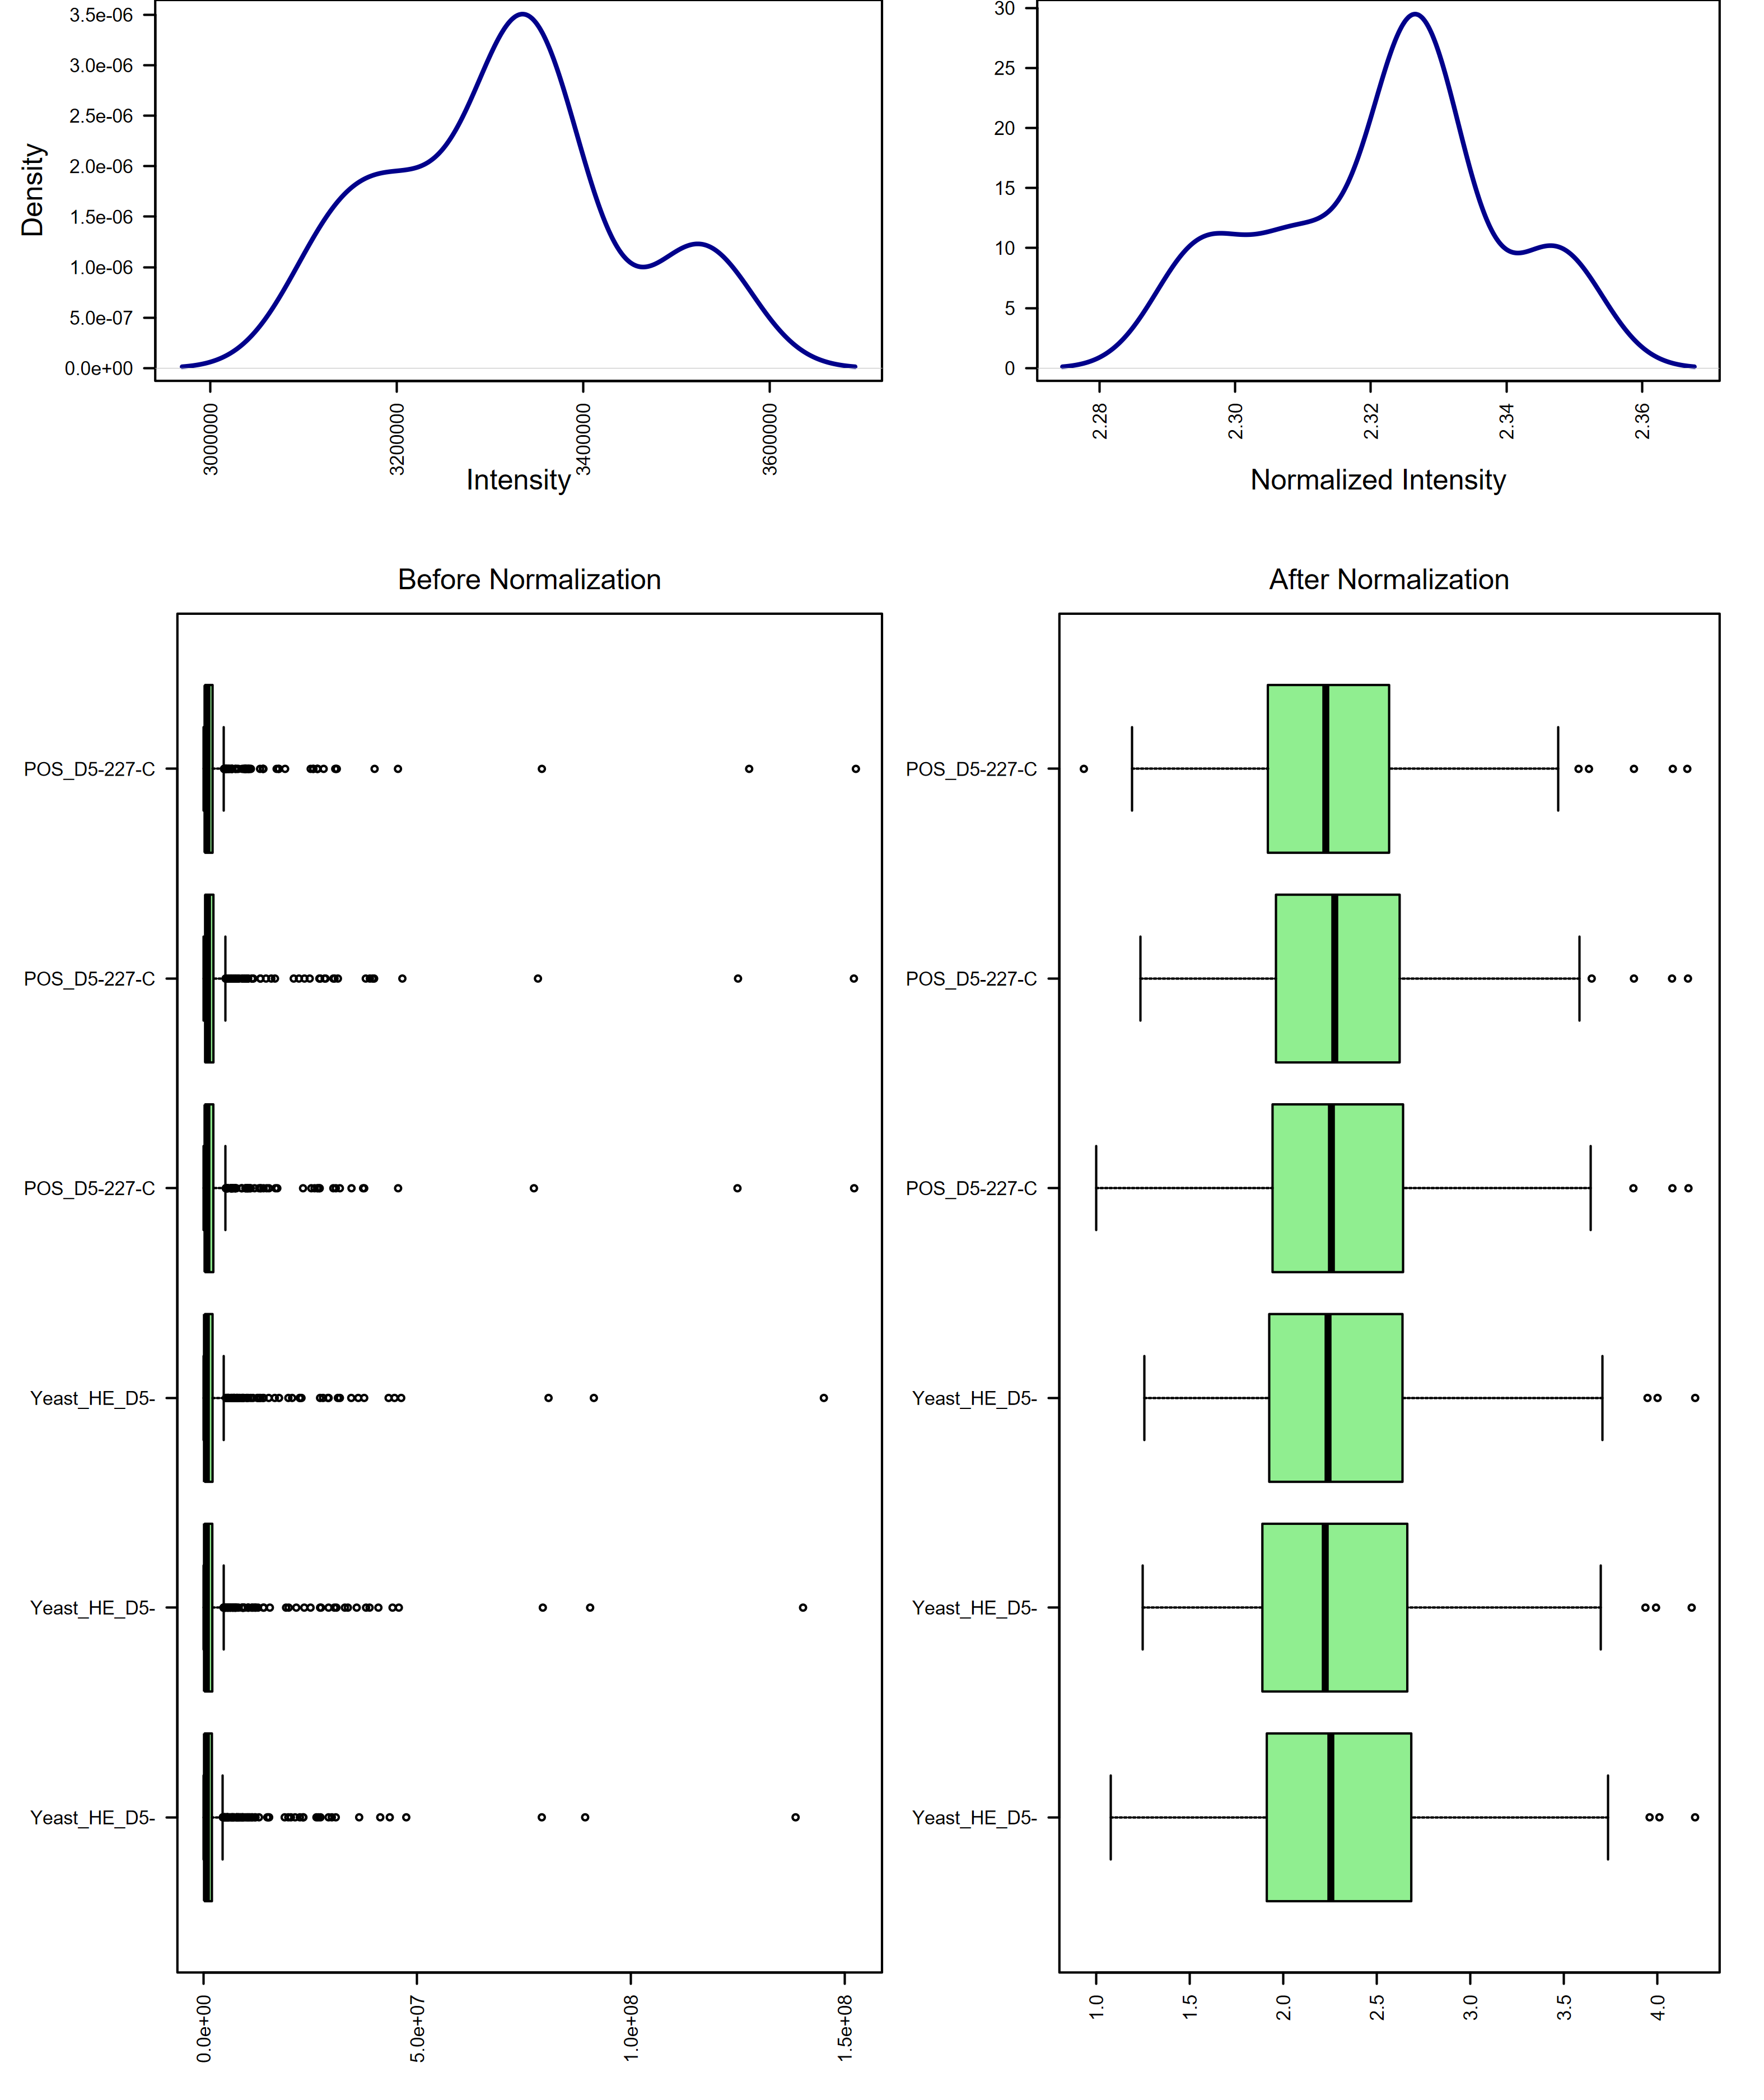 Density
3.5e-06
3.0e-06
2.5e-06
2.0e-06
1.5e-06
1.0e-06
5.0e-07
0.0e+00
3000000
3200000
3400000
3600000
Intensity
30
25
20
15
10
5
0
2.28
2.30
2.32
2.34
2.36
Normalized Intensity
Before Normalization
POS_D5-227-C
POS_D5-227-C
POS_D5-227-C
Yeast_HE_D5-
Yeast_HE_D5-
Yeast_HE_D5-
0.0e+00
5.0e+07
1.0e+08
1.5e+08
After Normalization
POS_D5-227-C
POS_D5-227-C
POS_D5-227-C
Yeast_HE_D5-
Yeast_HE_D5-
Yeast_HE_D5-
1.0
1.5
2.0
2.5
3.0
3.5
4.0